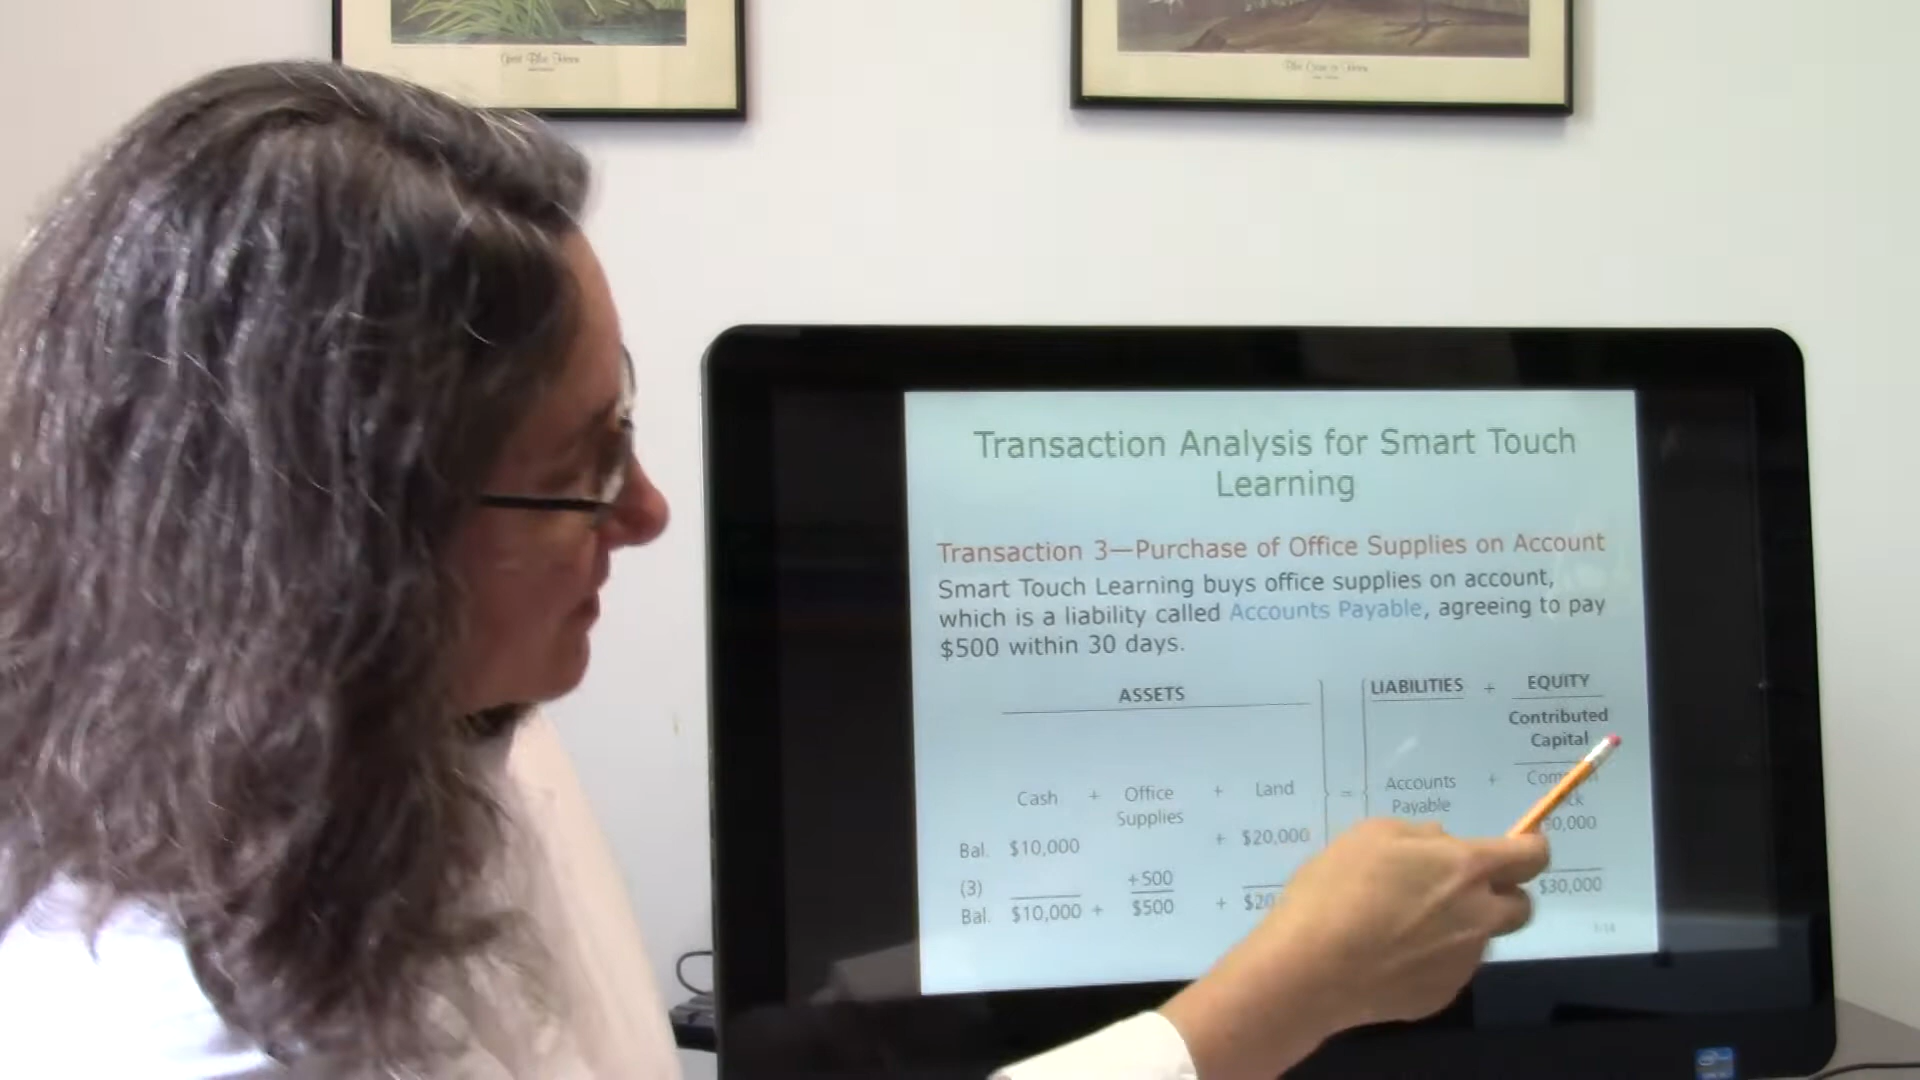 Great Blue Heron
Transaction Analysis for Smart Touch
Learning
Transaction 3—Purchase of Office Supplies on Account
Smart Touch Learning buys office supplies on account,
which is a liability called Accounts Payable, agreeing to pay
$500 within 30 days.
ASSETS LIABILITIES + EQUITY
Contributed
Capital
Cash + Office Supplies + Land = Accounts Payable +
Bal. $10,000 + $20,000
(3) +500
Bal. $10,000 + $500 + $30,000